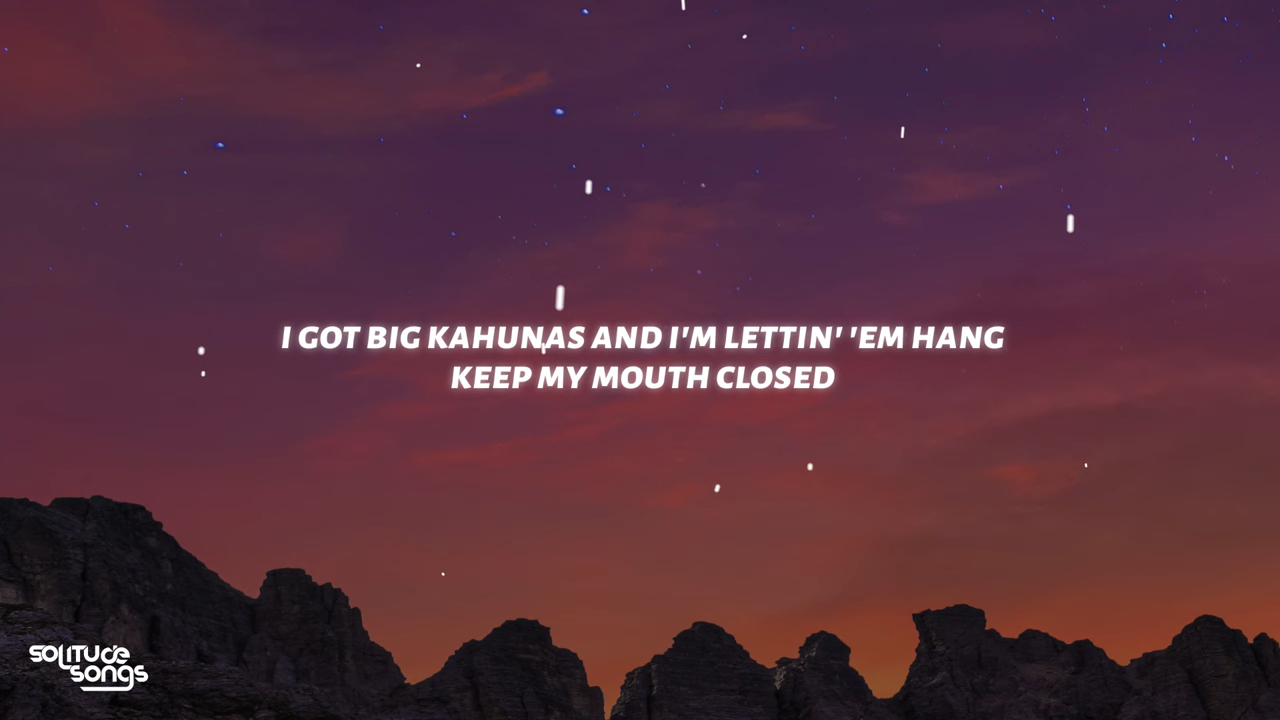 I GOT BIG KAHUNAS AND I'M LETTIN' 'EM HANG
KEEP MY MOUTH CLOSED
solitude
songs